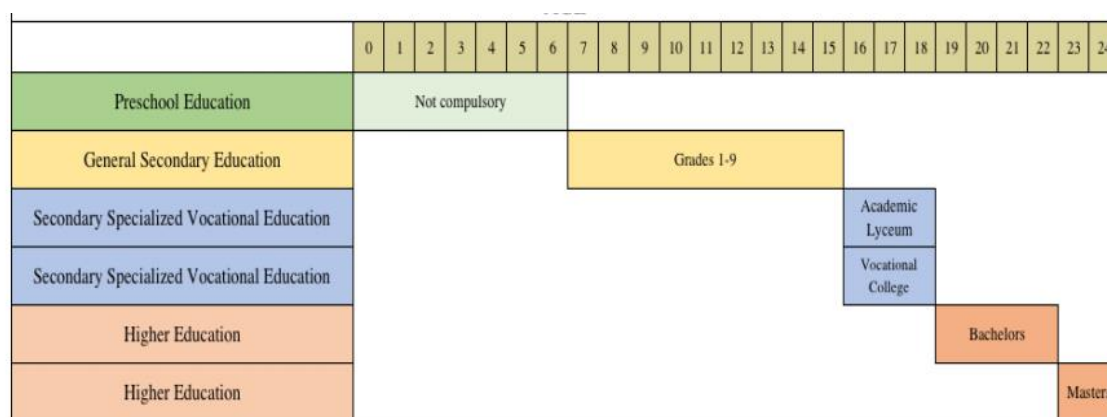 0 1 2 3 4 5 6 7 8 9 10 11 12 13 14 15 16 17 18 19 20 21 22 23 24
Preschool Education Not compulsory
General Secondary Education Grades 1-9
Secondary Specialized Vocational Education Academic
Lyceum
Secondary Specialized Vocational Education Vocational
College
Higher Education Bachelors
Higher Education Master